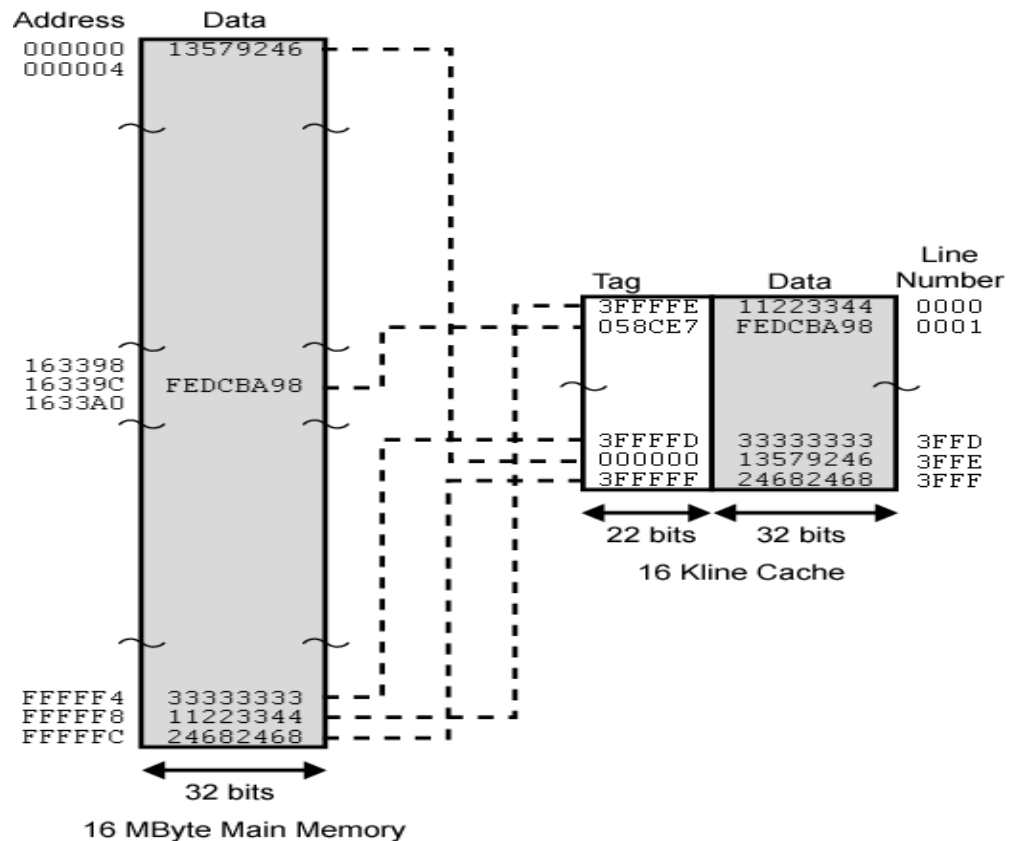 Address Data
000000 13579246
000004
163398
16339C FEDCBA98
1633A0
FFFFF4 33333333
FFFFF8 11223344
FFFFFC 24682468
32 bits
16 MByte Main Memory
Tag Data Line Number
3FFFFE 11223344 0000
058CE7 FEDCBA98 0001
3FFFFD 33333333 3FFD
000000 13579246 3FFE
3FFFFF 24682468 3FFF
22 bits 32 bits
16 Kline Cache